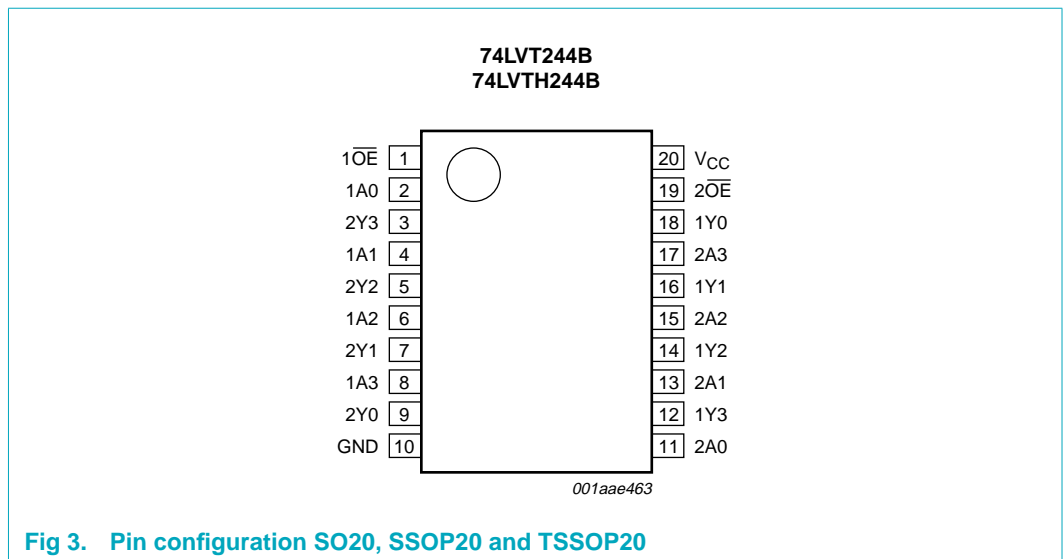 74LVT244B
74LVTH244B
1O̅E̅ 1 20 VCC
1A0 2 19 2O̅E̅
2Y3 3 18 1Y0
1A1 4 17 2A3
2Y2 5 16 1Y1
1A2 6 15 2A2
2Y1 7 14 1Y2
1A3 8 13 2A1
2Y0 9 12 1Y3
GND 10 11 2A0
001aae463
Fig 3. Pin configuration SO20, SSOP20 and TSSOP20